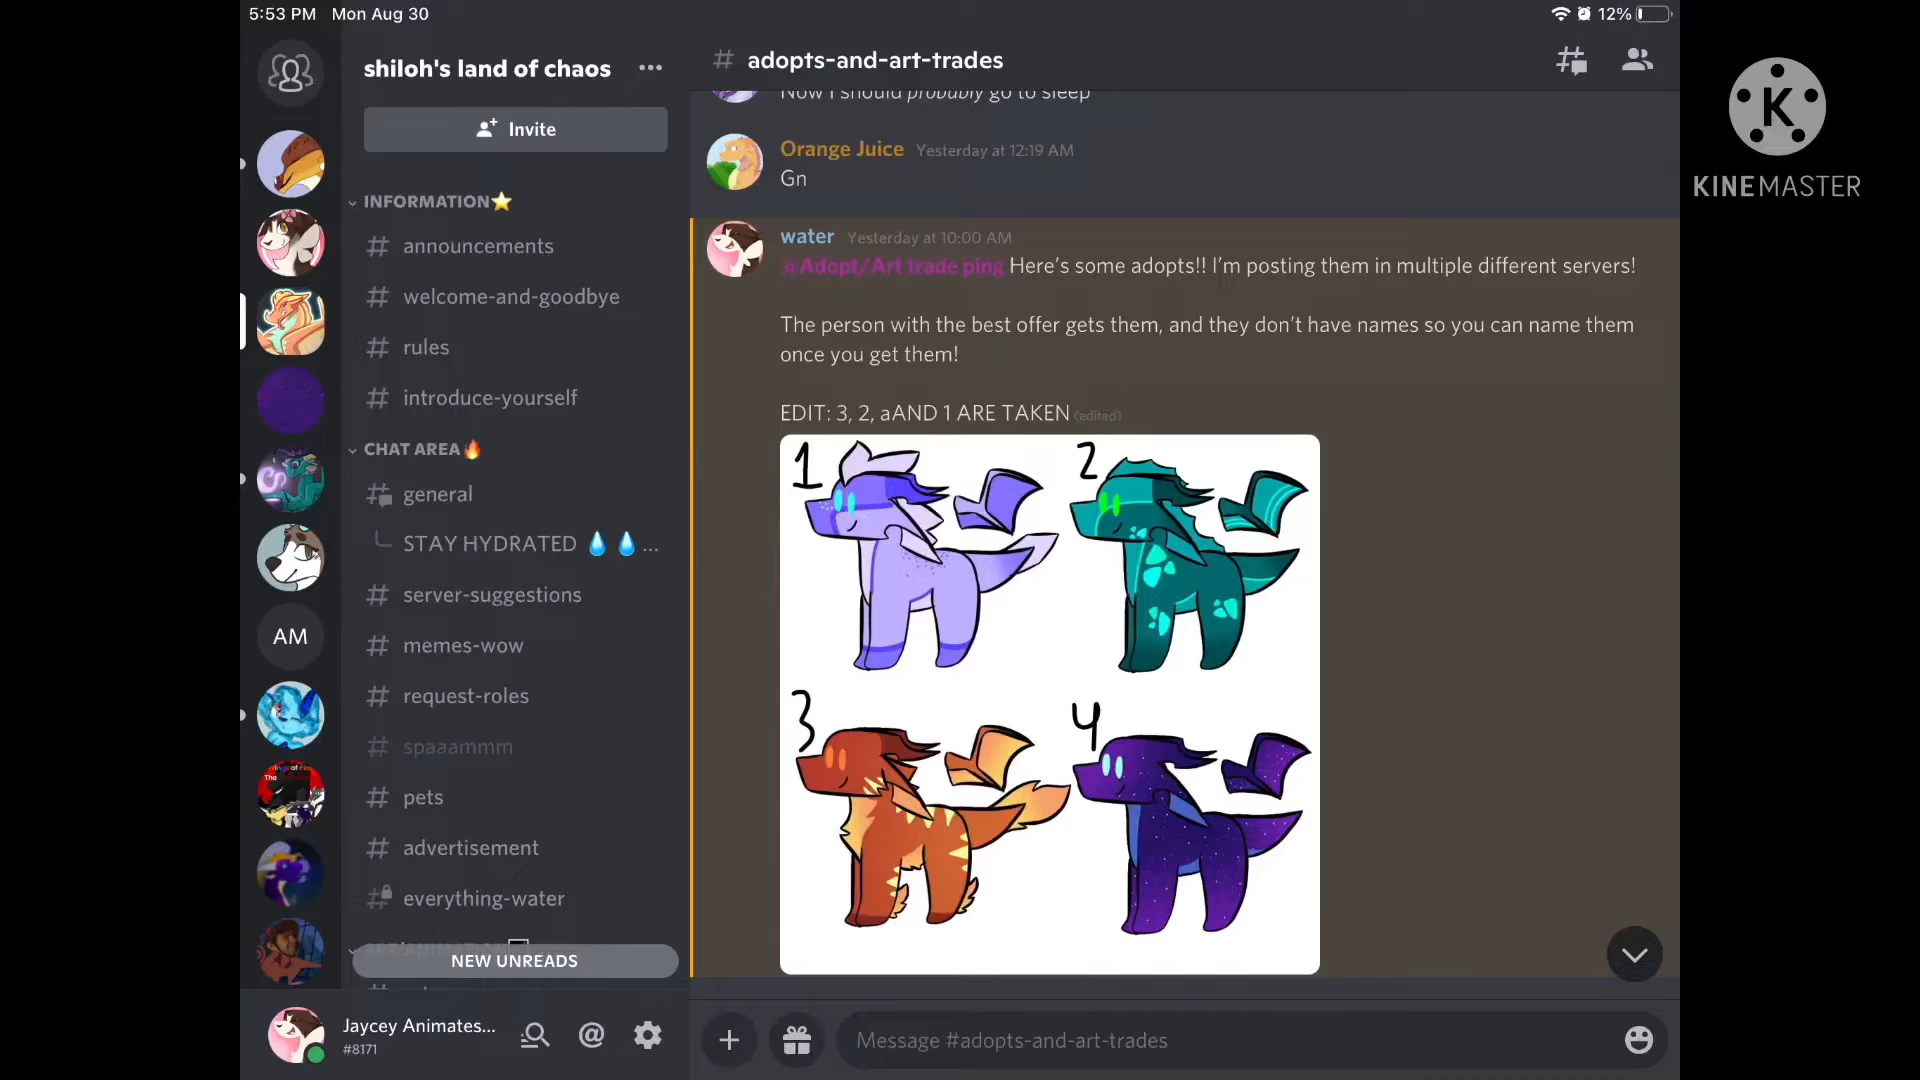 5:53 PM Mon Aug 30
12%
shiloh's land of chaos
Invite
INFORMATION⭐
announcements
welcome-and-goodbye
rules
introduce-yourself
CHAT AREA🔥
general
STAY HYDRATED 💧💧...
server-suggestions
memes-wow
request-roles
spaaammm
pets
advertisement
everything-water
NEW UNREADS
AM
Jaycey Animates...
#8171
# adopts-and-art-trades
Now I should probably go to sleep
Orange Juice Yesterday at 12:19 AM
Gn
water Yesterday at 10:00 AM
@Adopt/Art trade ping Here's some adopts!! I'm posting them in multiple different servers!
The person with the best offer gets them, and they don't have names so you can name them
once you get them!
EDIT: 3, 2, aAND 1 ARE TAKEN (edited)
1 2
3 4
Message #adopts-and-art-trades
K
KINEMASTER